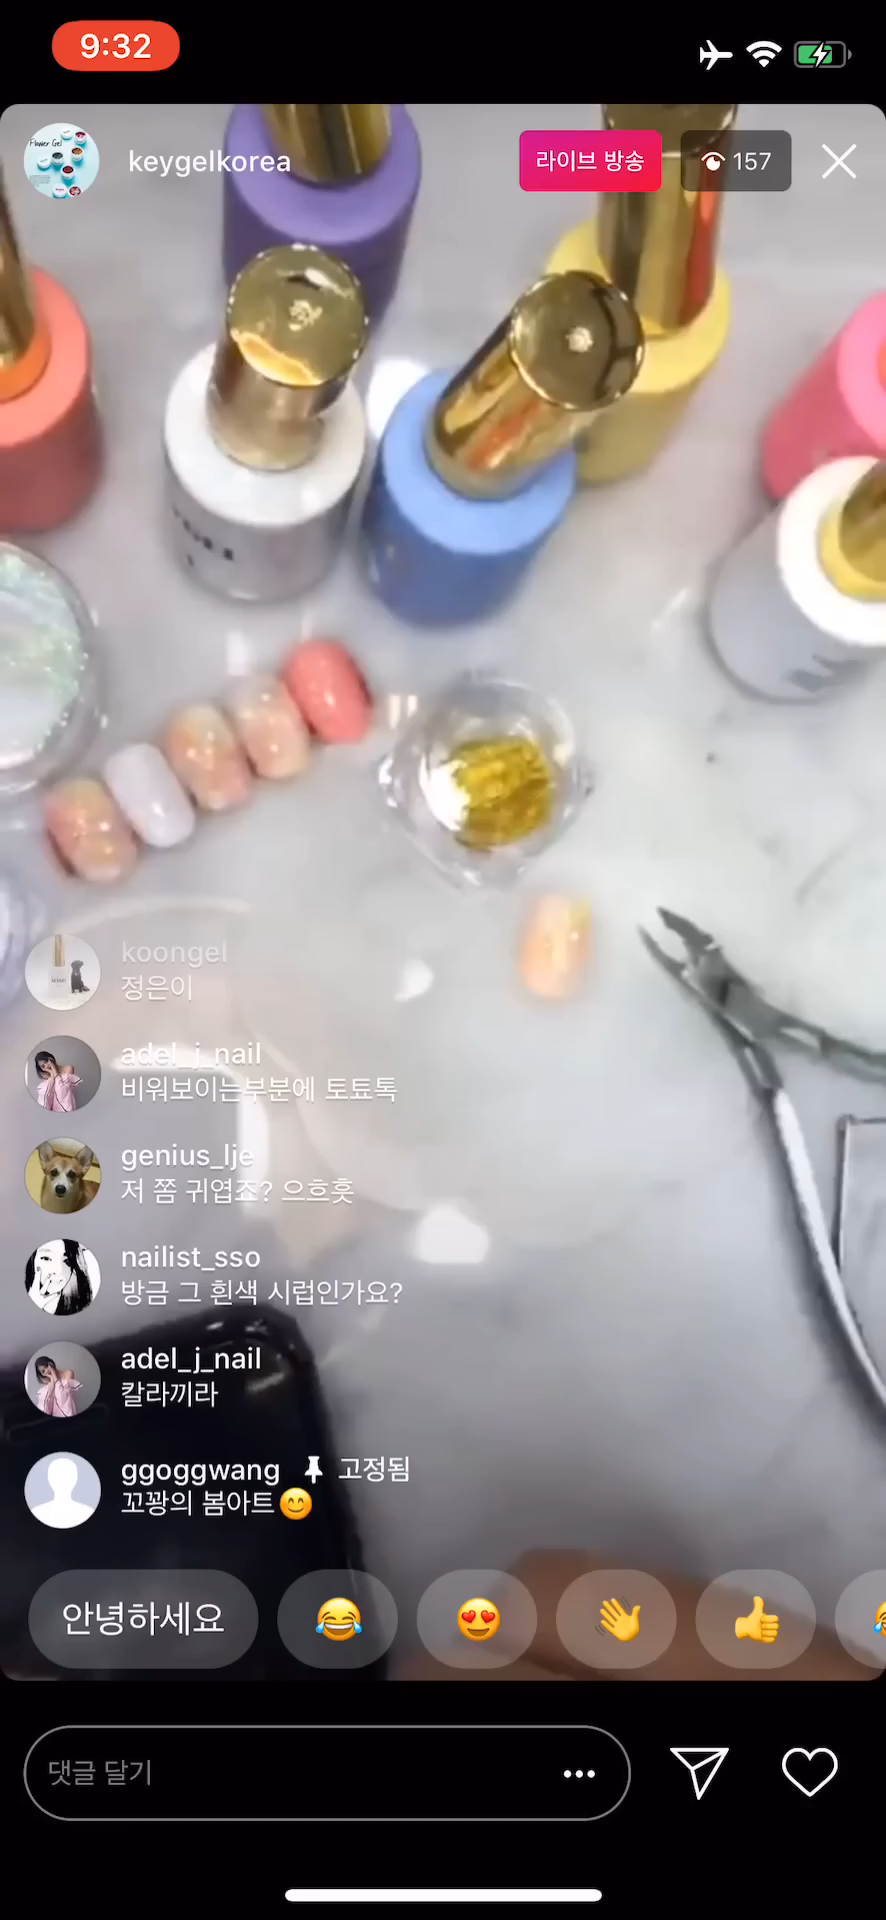 9:32
Flower Gel
keygelkorea
라이브 방송
157
koongel
정은이
adel_j_nail
비워보이는부분에 토툐톡
genius_lje
저 쫌 귀엽죠? 으흐흣
nailist_sso
방금 그 흰색 시럽인가요?
adel_j_nail
칼라끼라
ggoggwang 고정됨
꼬꽝의 봄아트😊
안녕하세요 😂 😍 👋 👍
댓글 달기